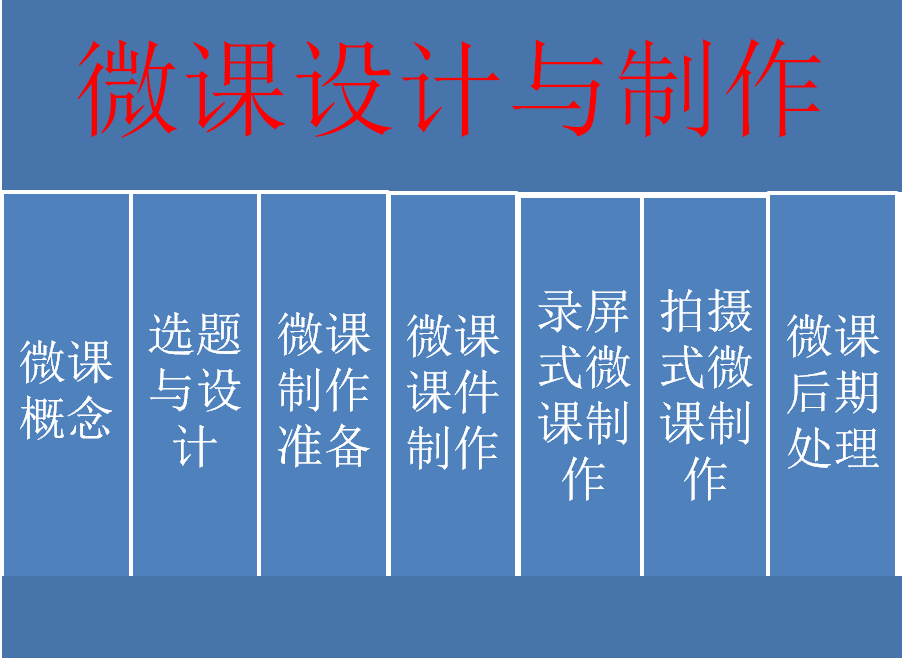 微课设计与制作
微课
概念
选题
与设
计
微课
制作
准备
微课
课件
制作
录屏
式微
课制
作
拍摄
式微
课制
作
微课
后期
处理